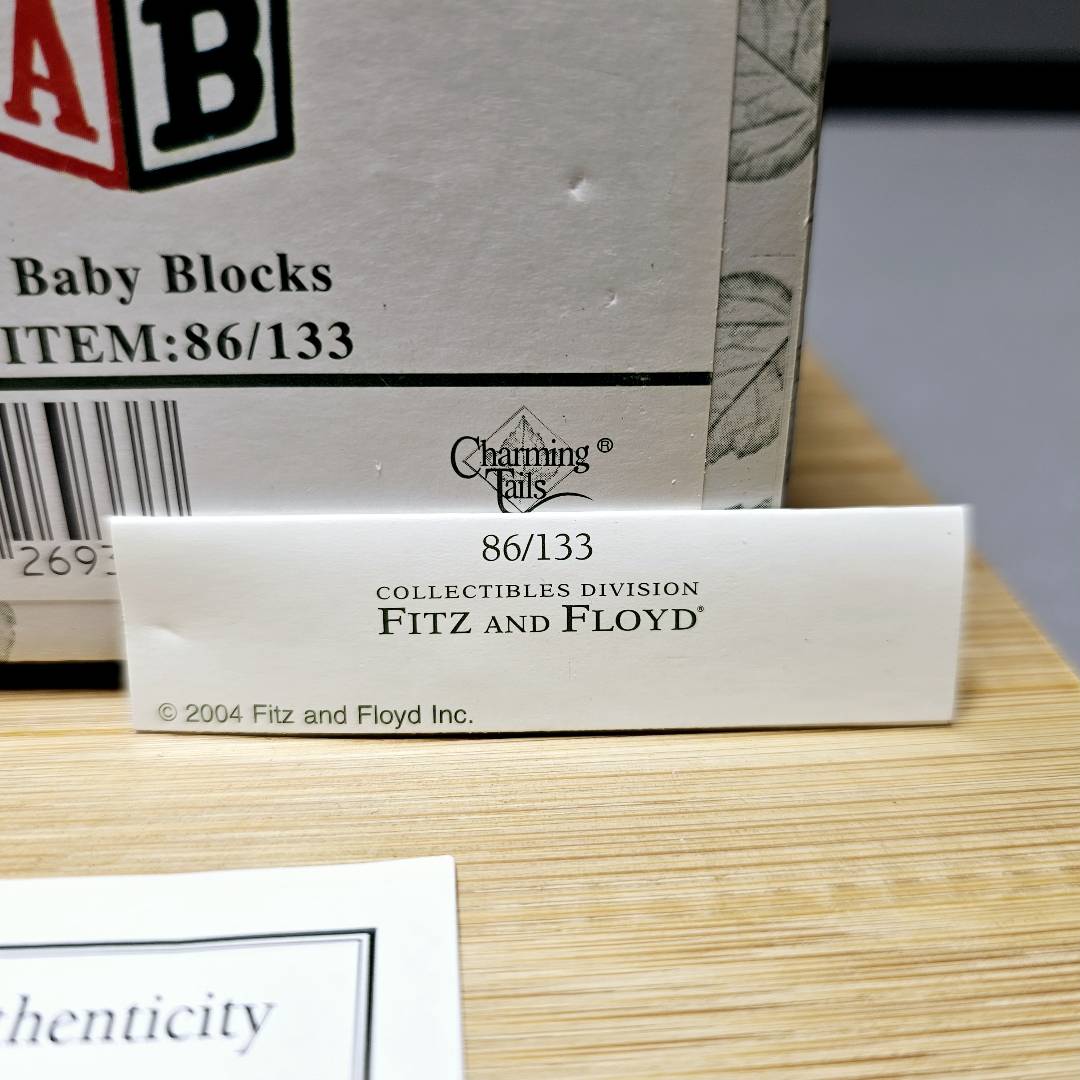 A B
Baby Blocks
ITEM:86/133
Charming ®
Tails
2693
86/133
COLLECTIBLES DIVISION
FITZ AND FLOYD®
© 2004 Fitz and Floyd Inc.
thenticity